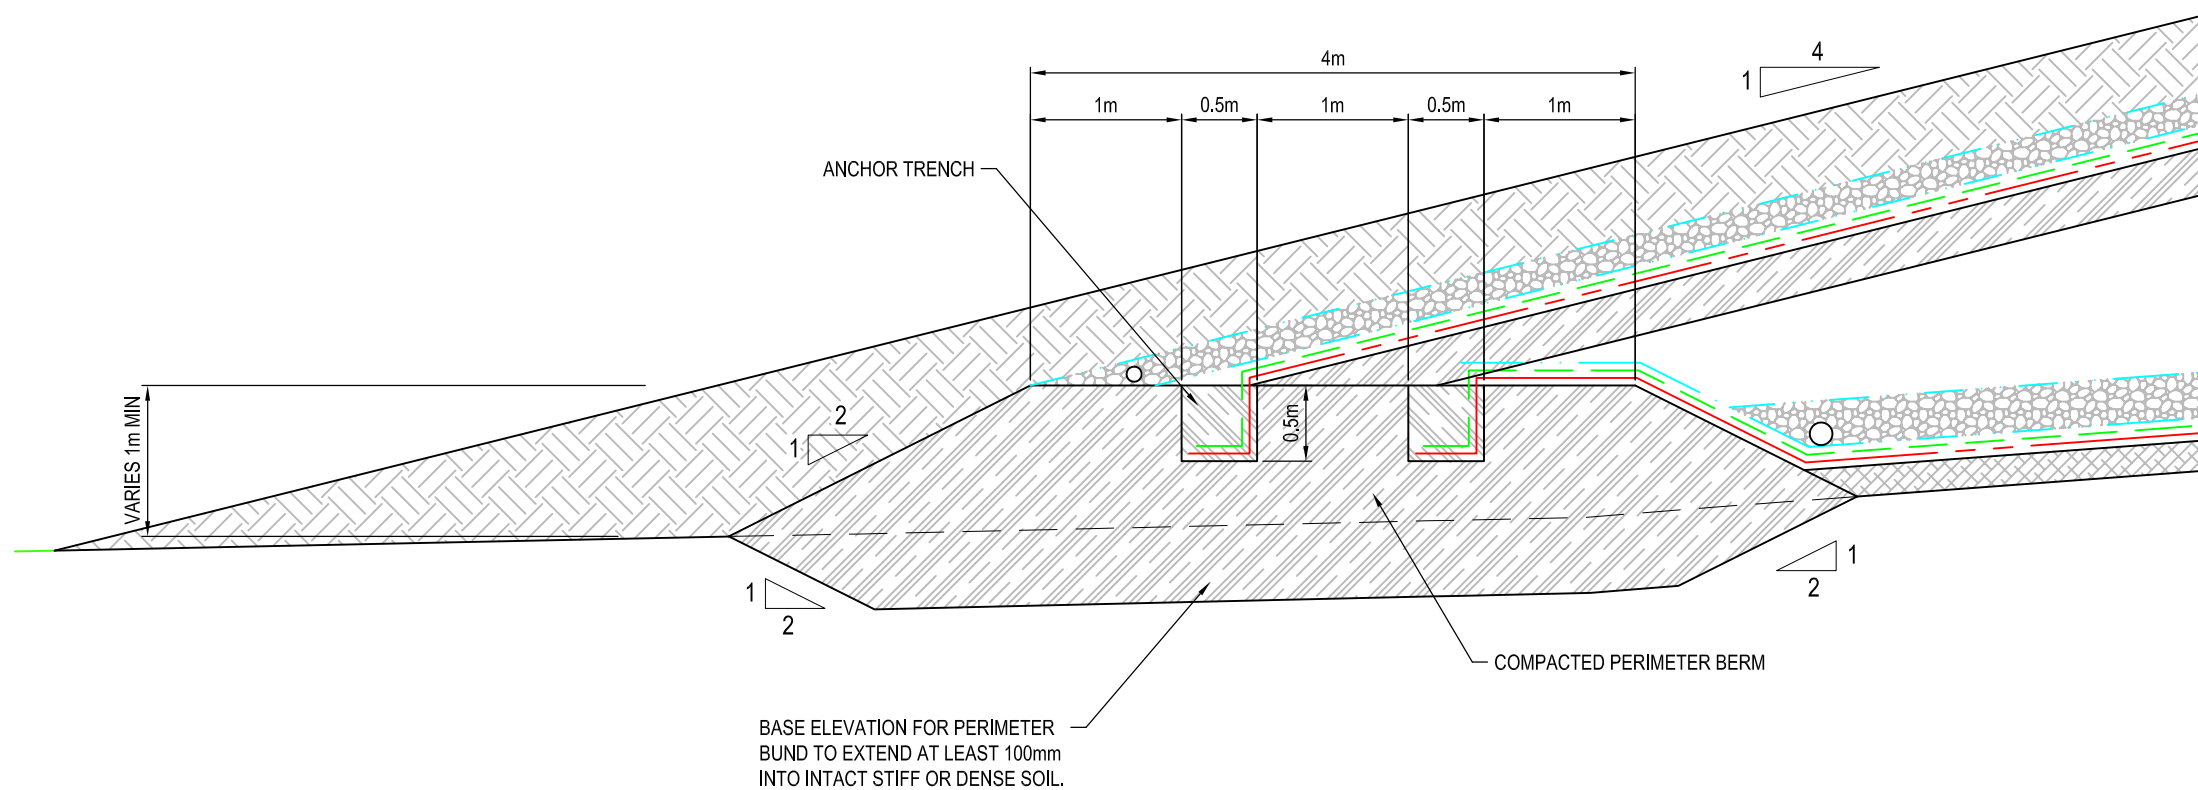 4
1
4m
1m
0.5m
1m
0.5m
1m
ANCHOR TRENCH
VARIES 1m MIN
2
1
0.5m
1
2
1
2
COMPACTED PERIMETER BERM
BASE ELEVATION FOR PERIMETER
BUND TO EXTEND AT LEAST 100mm
INTO INTACT STIFF OR DENSE SOIL.